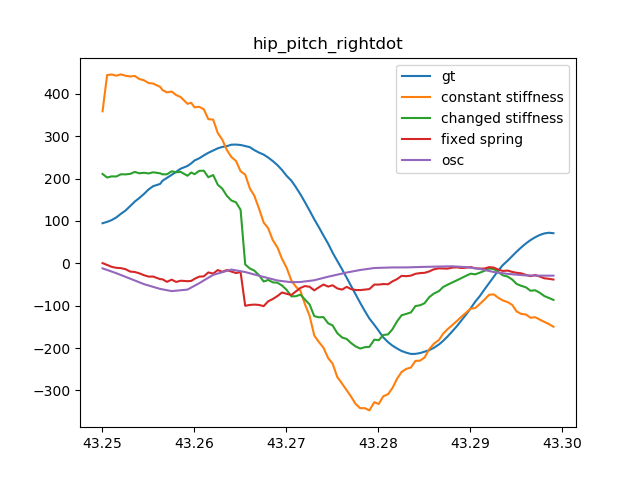 hip_pitch_rightdot
gt
constant stiffness
changed stiffness
fixed spring
osc
400
300
200
100
0
−100
−200
−300
43.25 43.26 43.27 43.28 43.29 43.30